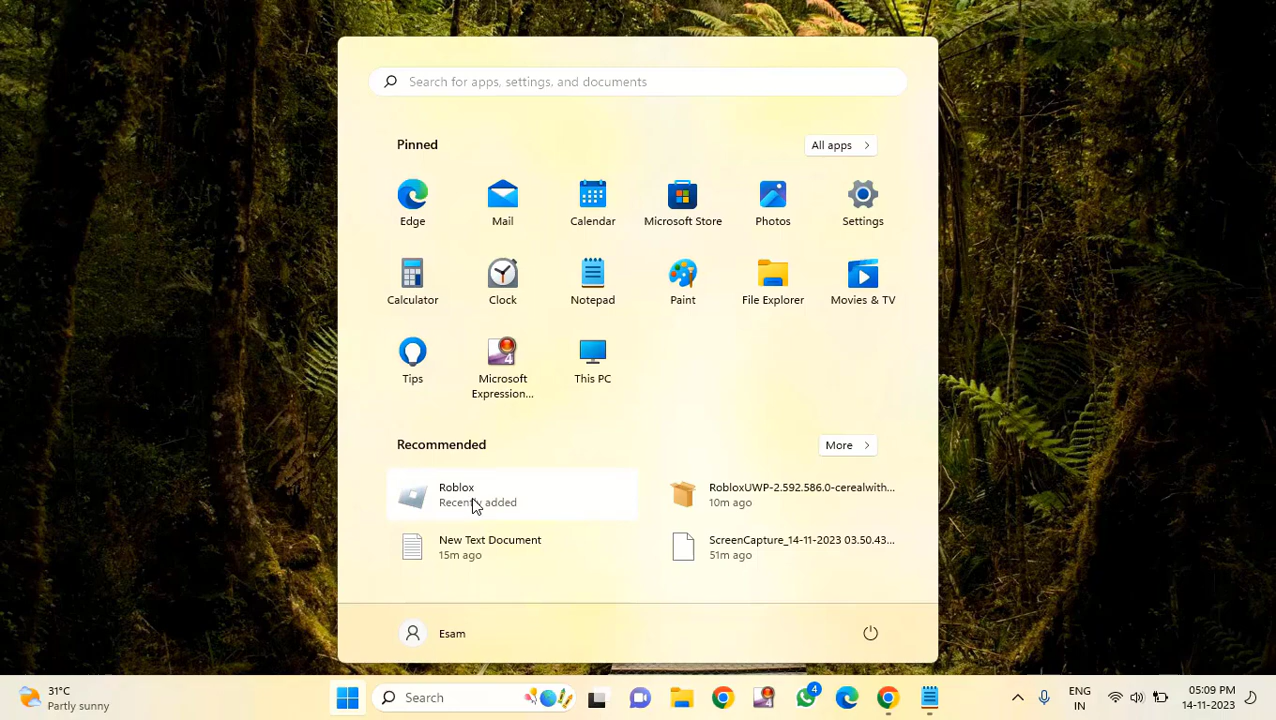 Search for apps, settings, and documents
Pinned
All apps
Edge
Mail
Calendar
Microsoft Store
Photos
Settings
Calculator
Clock
Notepad
Paint
File Explorer
Movies & TV
Tips
Microsoft
Expression...
This PC
Recommended
More
Roblox
Recently added
RobloxUWP-2.592.586.0-cerealwith...
10m ago
New Text Document
15m ago
ScreenCapture_14-11-2023 03.50.43...
51m ago
Esam
31°C
Partly sunny
Search
4
4
ENG
IN
05:09 PM
14-11-2023